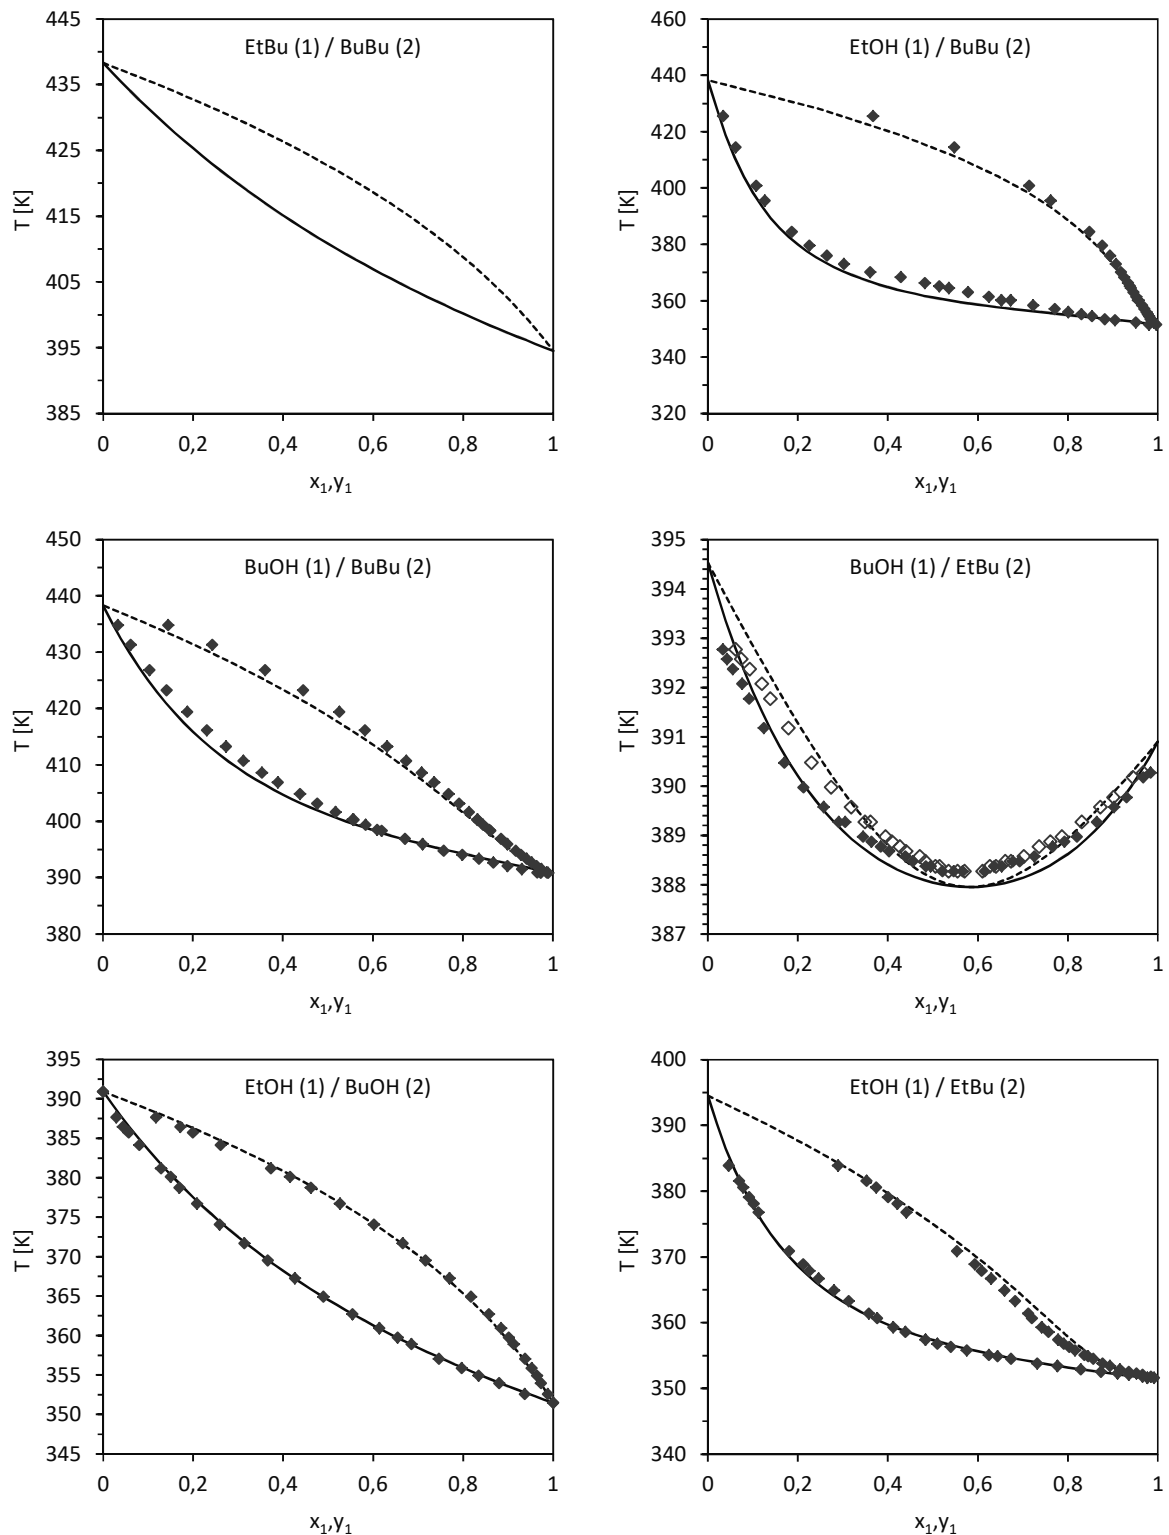 EtBu (1) / BuBu (2)
T [K]
445
435
425
415
405
395
385
0 0,2 0,4 0,6 0,8 1
x₁,y₁
EtOH (1) / BuBu (2)
T [K]
460
440
420
400
380
360
340
320
0 0,2 0,4 0,6 0,8 1
x₁,y₁
BuOH (1) / BuBu (2)
T [K]
450
440
430
420
410
400
390
380
0 0,2 0,4 0,6 0,8 1
x₁,y₁
BuOH (1) / EtBu (2)
T [K]
395
394
393
392
391
390
389
388
387
0 0,2 0,4 0,6 0,8 1
x₁,y₁
EtOH (1) / BuOH (2)
T [K]
395
390
385
380
375
370
365
360
355
350
345
0 0,2 0,4 0,6 0,8 1
x₁,y₁
EtOH (1) / EtBu (2)
T [K]
400
390
380
370
360
350
340
0 0,2 0,4 0,6 0,8 1
x₁,y₁